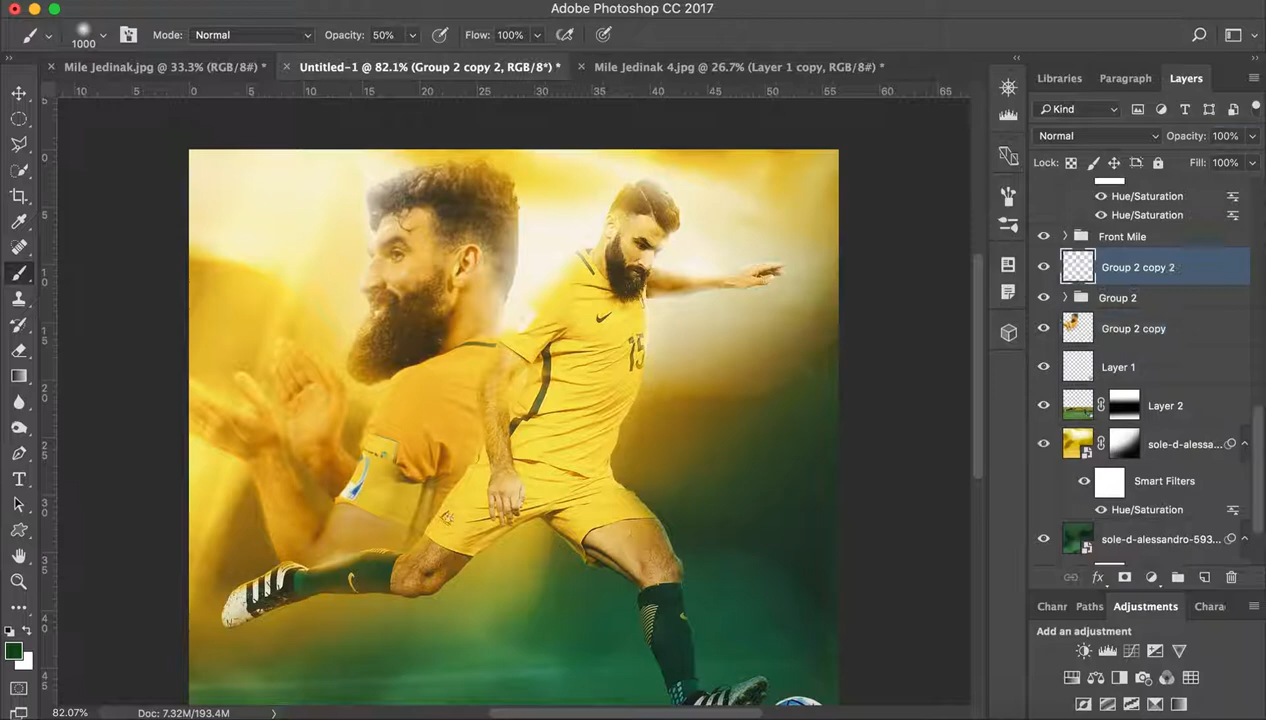 Adobe Photoshop CC 2017
1000 Mode: Normal Opacity: 50% Flow: 100%
Mile Jedinak.jpg @ 33.3% (RGB/8#) * Untitled-1 @ 82.1% (Group 2 copy 2, RGB/8*) * Mile Jedinak 4.jpg @ 26.7% (Layer 1 copy, RGB/8#) *
Libraries Paragraph Layers
10 5 0 5 10 15 20 25 30 35 40 45 50 55 60 65
Kind
Normal Opacity: 100%
Lock: Fill: 100%
Hue/Saturation
Hue/Saturation
Front Mile
Group 2 copy 2
Group 2
Group 2 copy
Layer 1
Layer 2
sole-d-alessa...
Smart Filters
Hue/Saturation
sole-d-alessandro-593...
fx
Chanr Paths Adjustments Chara
Add an adjustment
15
82.07% Doc: 7.32M/193.4M